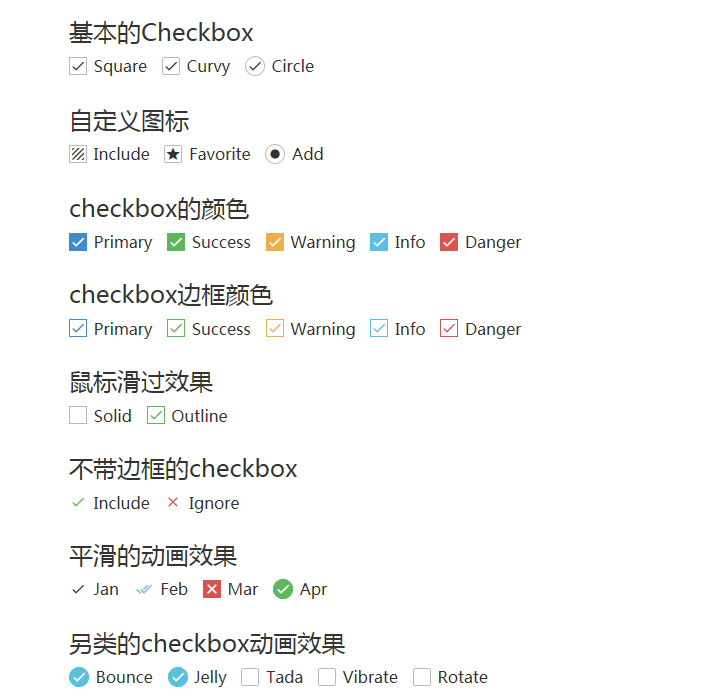 基本的Checkbox
Square Curvy Circle
自定义图标
Include Favorite Add
checkbox的颜色
Primary Success Warning Info Danger
checkbox边框颜色
Primary Success Warning Info Danger
鼠标滑过效果
Solid Outline
不带边框的checkbox
Include Ignore
平滑的动画效果
Jan Feb Mar Apr
另类的checkbox动画效果
Bounce Jelly Tada Vibrate Rotate